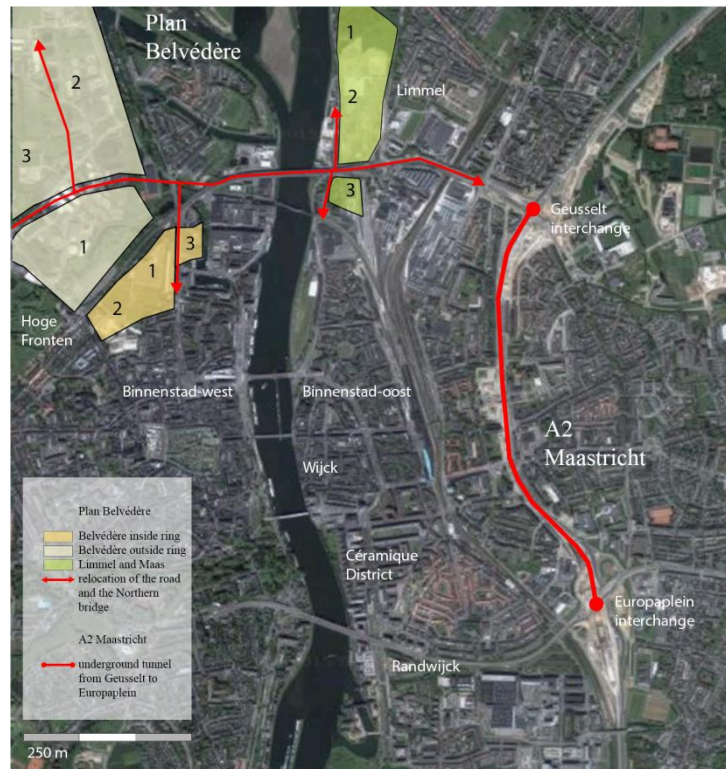 Plan
Belvédère
1
2
Limmel
2
3
3
1
Geusselt
interchange
3
1
2
Hoge
Fronten
Binnenstad-west
Binnenstad-oost
A2
Maastricht
Wijck
Céramique
District
Europaplein
interchange
Randwijck
Plan Belvédère
Belvédère inside ring
Belvédère outside ring
Limmel and Maas
relocation of the road
and the Northern
bridge
A2 Maastricht
underground tunnel
from Geusselt to
Europaplein
250 m